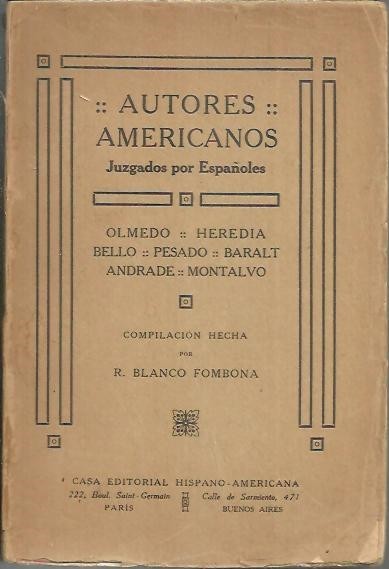 :: AUTORES ::
AMERICANOS
Juzgados por Españoles
OLMEDO :: HEREDIA
BELLO :: PESADO :: BARALT
ANDRADE :: MONTALVO
COMPILACIÓN HECHA
POR
R. BLANCO FOMBONA
CASA EDITORIAL HISPANO-AMERICANA
222, Boul. Saint-Germain
PARÍS
Calle de Sarmiento, 471
BUENOS AIRES